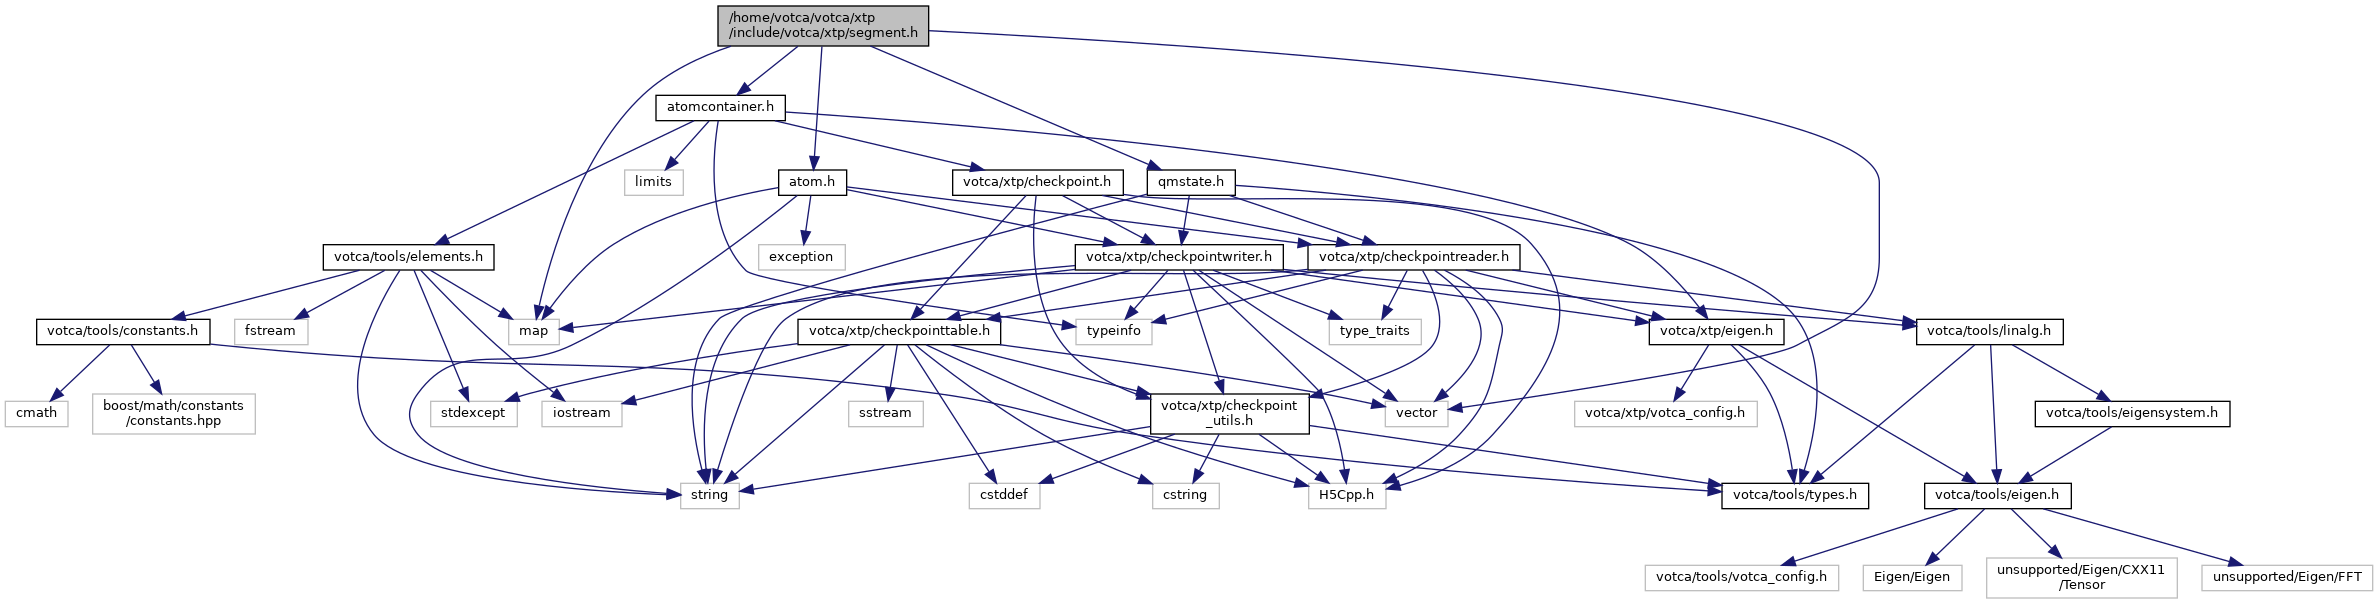 /home/votca/votca/xtp
/include/votca/xtp/segment.h
atomcontainer.h
limits
atom.h
votca/xtp/checkpoint.h
qmstate.h
votca/tools/elements.h
exception
votca/xtp/checkpointwriter.h
votca/xtp/checkpointreader.h
votca/tools/constants.h
fstream
map
votca/xtp/checkpointtable.h
typeinfo
type_traits
votca/xtp/eigen.h
votca/tools/linalg.h
cmath
boost/math/constants
/constants.hpp
stdexcept
iostream
sstream
votca/xtp/checkpoint
_utils.h
vector
votca/xtp/votca_config.h
votca/tools/eigensystem.h
string
cstddef
cstring
H5Cpp.h
votca/tools/types.h
votca/tools/eigen.h
votca/tools/votca_config.h
Eigen/Eigen
unsupported/Eigen/CXX11
/Tensor
unsupported/Eigen/FFT